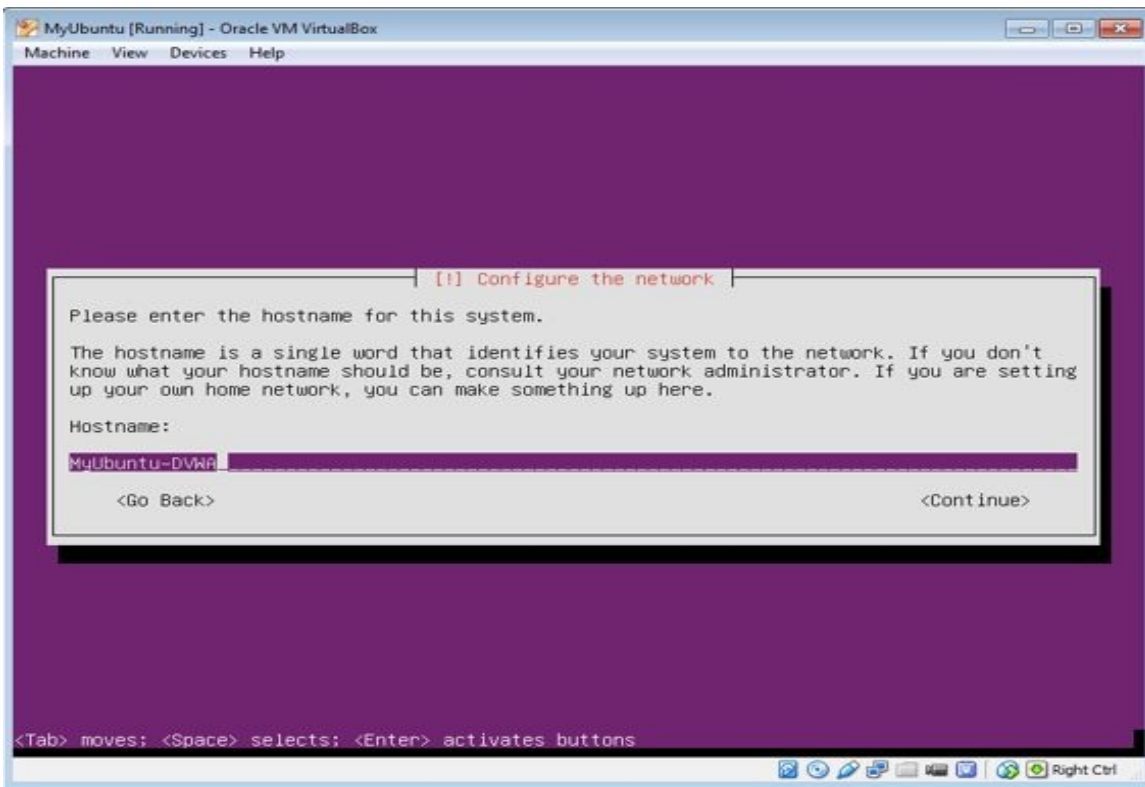 MyUbuntu [Running] - Oracle VM VirtualBox
Machine View Devices Help
[!] Configure the network
Please enter the hostname for this system.
The hostname is a single word that identifies your system to the network. If you don't
know what your hostname should be, consult your network administrator. If you are setting
up your own home network, you can make something up here.
Hostname:
MyUbuntu-DVWA
<Go Back> <Continue>
<Tab> moves; <Space> selects; <Enter> activates buttons
Right Ctrl